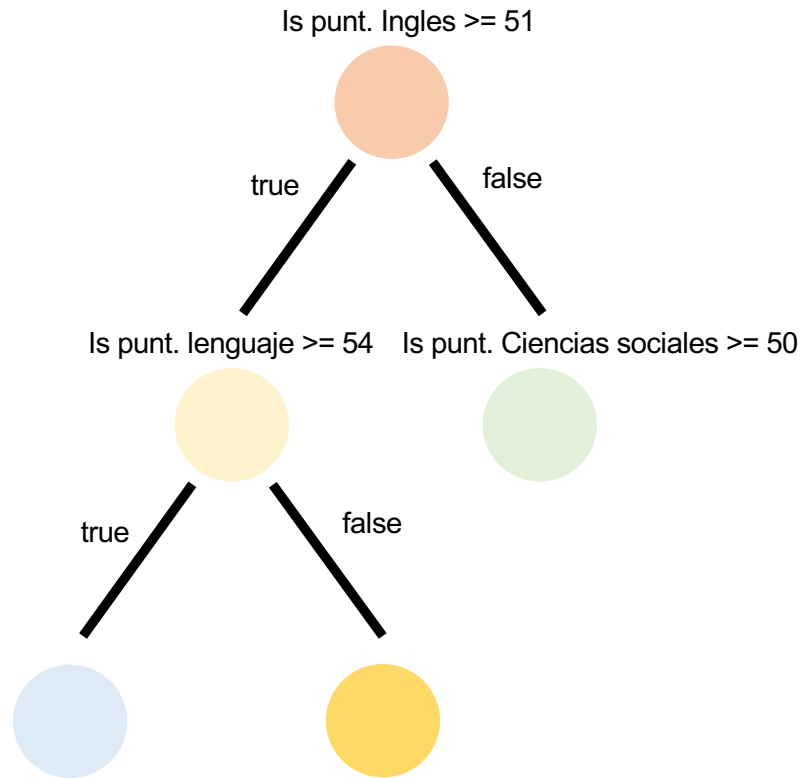 Is punt. Ingles >= 51
true
false
Is punt. lenguaje >= 54
Is punt. Ciencias sociales >= 50
true
false